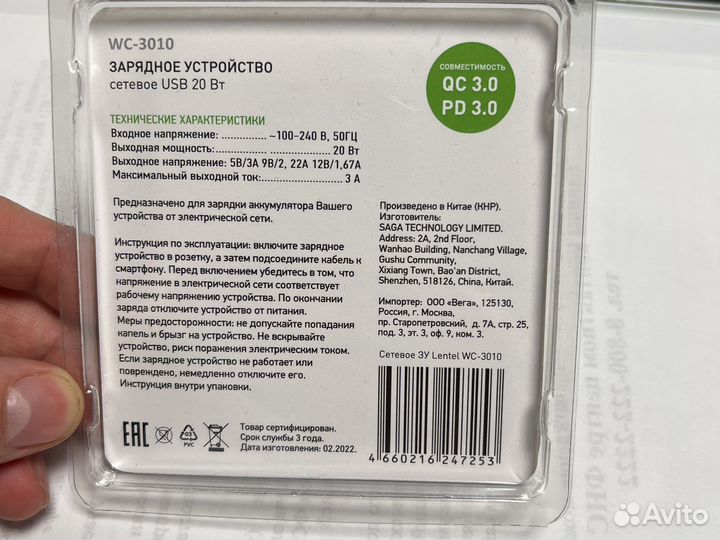 WC-3010
ЗАРЯДНОЕ УСТРОЙСТВО
сетевое USB 20 Вт
СОВМЕСТИМОСТЬ
QC 3.0
PD 3.0
ТЕХНИЧЕСКИЕ ХАРАКТЕРИСТИКИ
Входное напряжение: ............ ~100-240 В, 50ГЦ
Выходная мощность: ............ 20 Вт
Выходное напряжение: 5В/3А 9В/2, 22А 12В/1,67А
Максимальный выходной ток: ............ 3 А
Предназначено для зарядки аккумулятора Вашего
устройства от электрической сети.
Инструкция по эксплуатации: включите зарядное
устройство в розетку, а затем подсоедините кабель к
смартфону. Перед включением убедитесь в том, что
напряжение в электрической сети соответствует
рабочему напряжению устройства. По окончании
заряда отключите устройство от питания.
Меры предосторожности: не допускайте попадания
капель и брызг на устройство. Не вскрывайте
устройство, риск поражения электрическим током.
Если зарядное устройство не работает или
повреждено, немедленно отключите его.
Инструкция внутри упаковки.
Произведено в Китае (КНР).
Изготовитель:
SAGA TECHNOLOGY LIMITED.
Address: 2A, 2nd Floor,
Wanhao Building, Nanchang Village,
Gushu Community,
Xixiang Town, Bao'an District,
Shenzhen, 518126, China, Китай.
Импортер: ООО «Вега», 125130,
Россия, г. Москва,
пр. Старопетровский, д. 7А, стр. 25,
под. 3, эт. 3, оф. 9, ком. 3.
Сетевое ЗУ Lentel WC-3010
EAC
03
PVC
Товар сертифицирован.
Срок службы 3 года.
Дата изготовления: 02.2022.
4 660216 247253
Avito